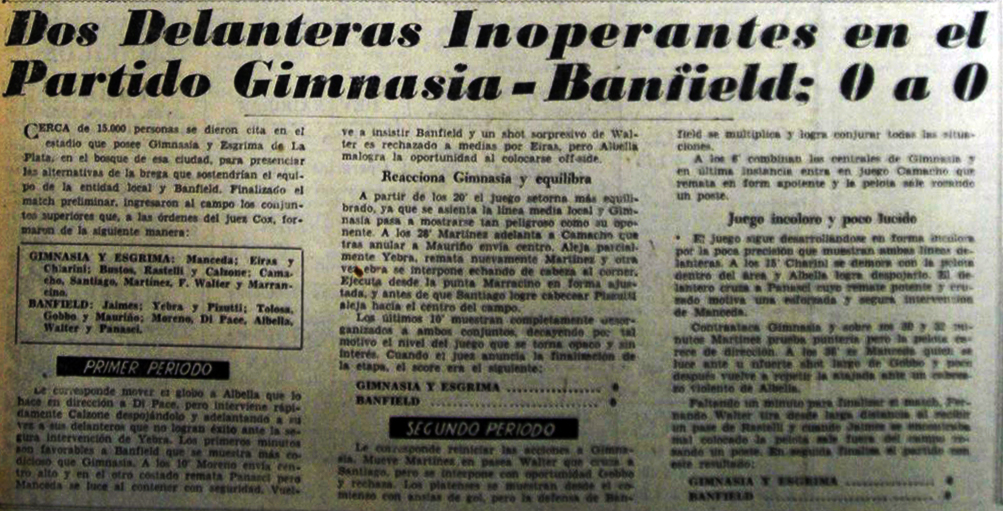 Dos Delanteras Inoperantes en el
Partido Gimnasia - Banfield: 0 a 0
CERCA de 15.000 personas se dieron cita en el
estadio que posee Gimnasia y Esgrima de La
Plata, en el bosque de esa ciudad, para presenciar
las alternativas de la brega que sostendrían el equi-
po de la entidad local y Banfield. Finalizado el
match preliminar, ingresaron al campo los conjun-
tos superiores que, a las órdenes del juez Cox, for-
maron de la siguiente manera:
GIMNASIA Y ESGRIMA: Manceda; Eiras y
Chiarini; Bustos, Rastelli y Calzone; Cama-
cho, Santiago, Martínez, F. Walter y Marran-
cino.
BANFIELD: Jaimes; Yebra y Pisutti; Tolosa,
Gobbo y Mauriño; Moreno, Di Pace, Albella,
Walter y Panasci.
PRIMER PERIODO
Le corresponde mover el globo a Albella que lo
hace en dirección a Di Pace, pero interviene rápi-
damente Calzone despojándolo y adelantando a su
vez a sus delanteros que no logran éxito ante la se-
gura intervención de Yebra. Los primeros minutos
son favorables a Banfield que se muestra más co-
dicioso que Gimnasia. A los 10' Moreno envía cen-
tro alto y en el otro costado remata Panasci pero
Manceda se luce al contener con seguridad. Vuel-
ve a insistir Banfield y un shot sorpresivo de Wal-
ter es rechazado a medias por Eiras, pero Albella
malogra la oportunidad al colocarse off-side.
Reacciona Gimnasia y equilibra
A partir de los 20' el juego setorna más equili-
brado, ya que se asienta la línea media local y Gim-
nasia pasa a mostrarse tan peligroso como su opo-
nente. A los 28' Martínez adelanta a Camacho que
tras anular a Mauriño envía centro. Aleja parcial-
mente Yebra, remata nuevamente Martínez y otra
vez ebra se interpone echando de cabeza al corner.
Ejecuta desde la punta Marracino en forma ajus-
tada, y antes de que Santiago logre cabecear Pisutti
aleja hacia el centro del campo.
Los últimos 10' muestran completamente desor-
ganizados a ambos conjuntos, decayendo por tal
motivo el nivel del juego que se torna opaco y sin
interés. Cuando el juez anuncia la finalización de
la etapa, el score era el siguiente:
GIMNASIA Y ESGRIMA .................. 0
BANFIELD .................. 0
SEGUNDO PERIODO
Le corresponde reiniciar las acciones a Gimna-
sia. Mueve Martínez, en pasea Walter que cruza a
Santiago, pero se interpone con oportunidad Gobbo
y rechaza. Los platenses se muestran desde el co-
mienzo con ansias de gol, pero la defensa de Ban-
field se multiplica y logra conjurar todas las situa-
ciones.
A los 6' combinan los centrales de Gimnasia y
en última instancia entra en juego Camacho que
remata en form apotente y la pelota sale rozando
un poste.
Juego incoloro y poco lucido
El juego sigue desarrollándose en forma incolora
por la poca precisión que muestran ambas líneas de-
lanteras. A los 15' Charini se demora con la pelota
dentro del área y Albella logra despojarlo. El de-
lantero cruza a Panasci cuyo remate potente y cru-
zado motiva una esforzada y segura intervención
de Manceda.
Contraataca Gimnasia y sobre los 30 y 32 mi-
nutos Martínez prueba puntería pero la pelota ca-
rece de dirección. A los 36' es Manceda quien se
luce ante u nfuerte shot largo de Gobbo y poco
después vuelve a repetir la atajada ante un
violento de Albella.
Faltando un minuto para finalizar el match, Fer-
nando Walter tira desde larga distancia al recibir
un pase de Rastelli y cuando Jaimes se encontraba
mal colocado la pelota sale fuera del campo ro-
zando un poste. En seguida finaliza el partido con
este resultado:
GIMNASIA Y ESGRIMA .................. 0
BANFIELD .................. 0